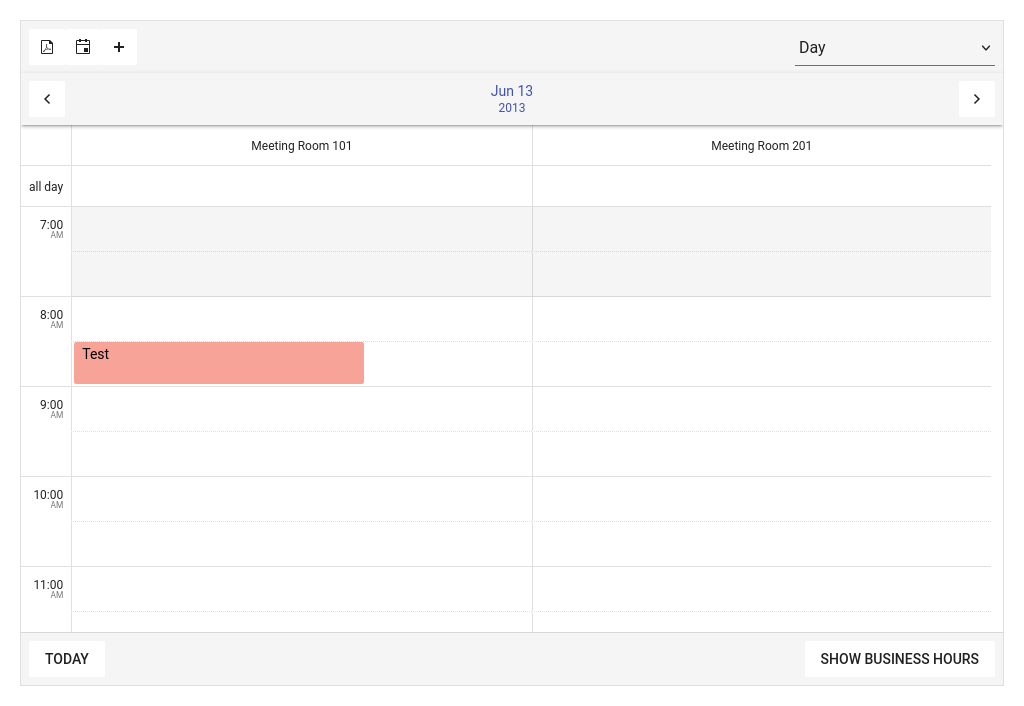 Day
Jun 13
2013
Meeting Room 101
Meeting Room 201
all day
7:00
AM
8:00
AM
Test
9:00
AM
10:00
AM
11:00
AM
TODAY
SHOW BUSINESS HOURS